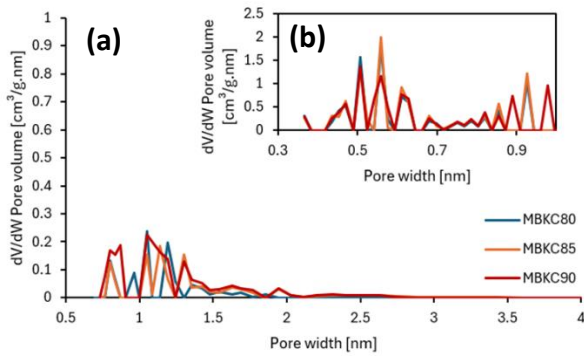 (a)
dV/dW Pore volume [cm³/g.nm]
1
0.9
0.8
0.7
0.6
0.5
0.4
0.3
0.2
0.1
0
0.5
1
1.5
2
2.5
3
3.5
4
Pore width [nm]
(b)
dV/dW Pore volume
[cm³/g.nm]
2.5
2
1.5
1
0.5
0
0.3
0.5
0.7
0.9
Pore width [nm]
MBKC80
MBKC85
MBKC90